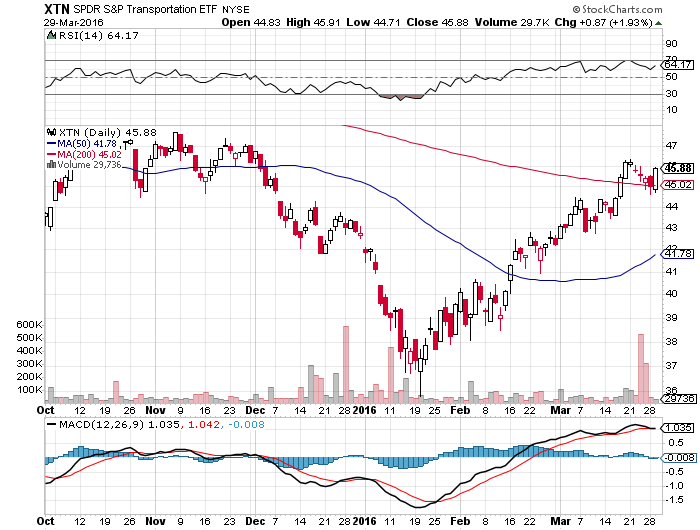 XTN SPDR S&P Transportation ETF NYSE
© StockCharts.com
29-Mar-2016
Open 44.83 High 45.91 Low 44.71 Close 45.88 Volume 29.7K Chg +0.87 (+1.93%)
RSI(14) 64.17
90
70
64.17
50
30
10
XTN (Daily) 45.88
MA(50) 41.78
MA(200) 45.02
Volume 29,736
47
45.88
45.02
44
43
41.78
41
40
39
38
37
36
600K
500K
400K
300K
200K
100K
29736
Oct 12 19 26 Nov 9 16 23 Dec 7 14 21 28 2016 11 19 25 Feb 8 16 22 Mar 7 14 21 28
MACD(12,26,9) 1.035, 1.042, -0.008
1.035
0.5
-0.008
-0.5
-1.0
-1.5
Oct 12 19 26 Nov 9 16 23 Dec 7 14 21 28 2016 11 19 25 Feb 8 16 22 Mar 7 14 21 28